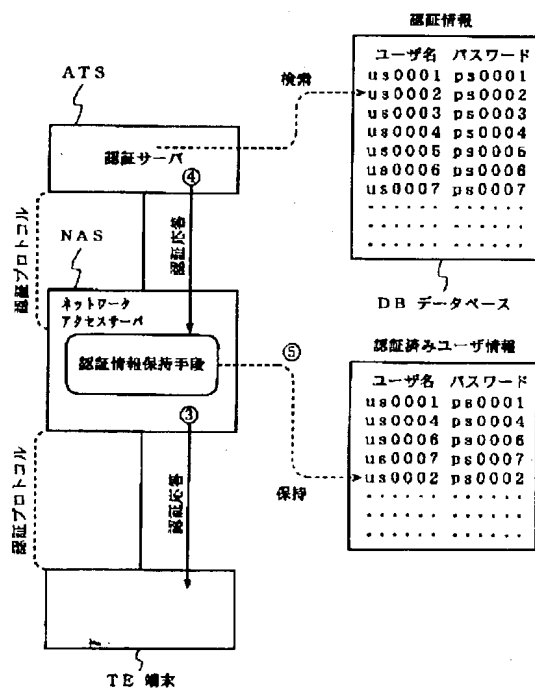 認証情報
ユーザ名 パスワード
us0001 ps0001
us0002 ps0002
us0003 ps0003
us0004 ps0004
us0005 ps0005
us0006 ps0006
us0007 ps0007
・・・・・・ ・・・・・・
・・・・・・ ・・・・・・
・・・・・・ ・・・・・・
DB データベース
ATS
検索
認証サーバ
④
認証応答
認証プロトコル
NAS
ネットワーク
アクセスサーバ
認証情報保持手段
⑤
③
保持
認証済みユーザ情報
ユーザ名 パスワード
us0001 ps0001
us0004 ps0004
us0006 ps0006
us0007 ps0007
us0002 ps0002
・・・・・・ ・・・・・・
・・・・・・ ・・・・・・
・・・・・・ ・・・・・・
認証プロトコル
認証応答
TE 端末